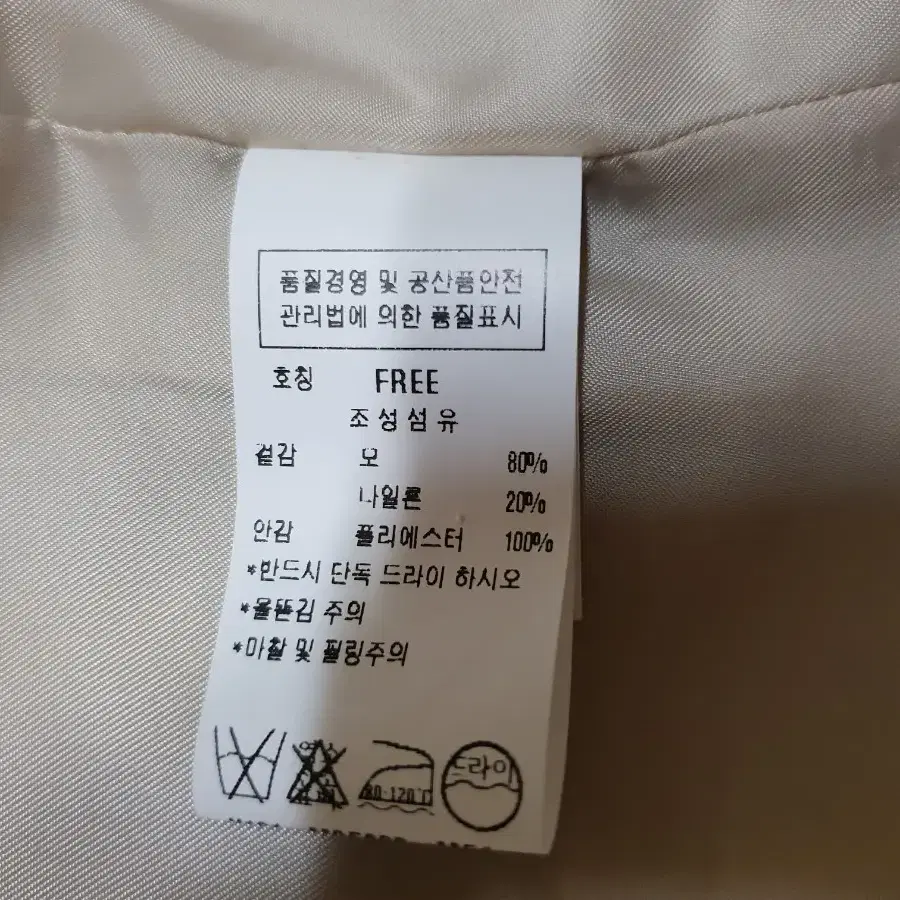 품질경영 및 공산품안전
관리법에 의한 품질표시
호칭 FREE
조성섬유
겉감 모 80%
나일론 20%
안감 폴리에스터 100%
*반드시 단독 드라이 하시오
*올뜯김 주의
*마찰 및 필링주의
80-120℃ 드라이